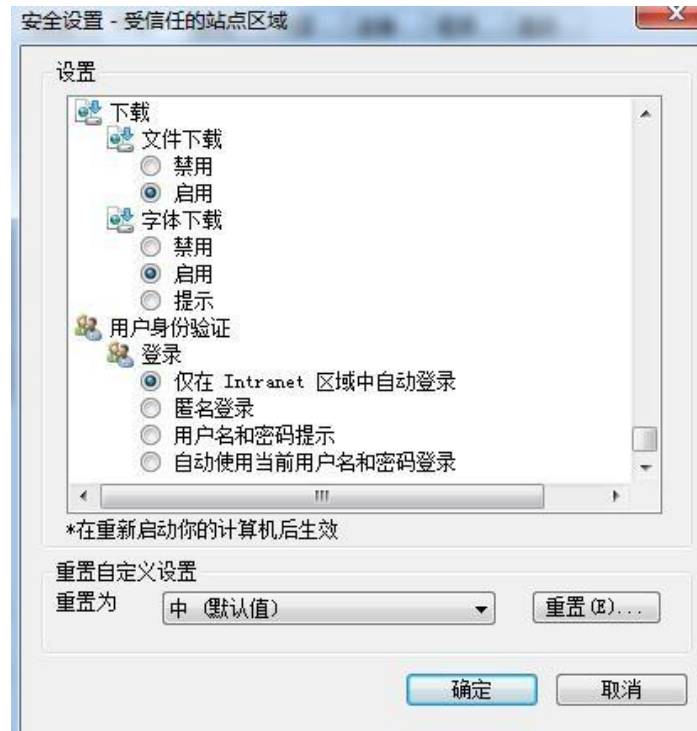 安全设置 - 受信任的站点区域
设置
下载
文件下载
禁用
启用
字体下载
禁用
启用
提示
用户身份验证
登录
仅在 Intranet 区域中自动登录
匿名登录
用户名和密码提示
自动使用当前用户名和密码登录
*在重新启动你的计算机后生效
重置自定义设置
重置为
中 (默认值)
重置(E)...
确定
取消